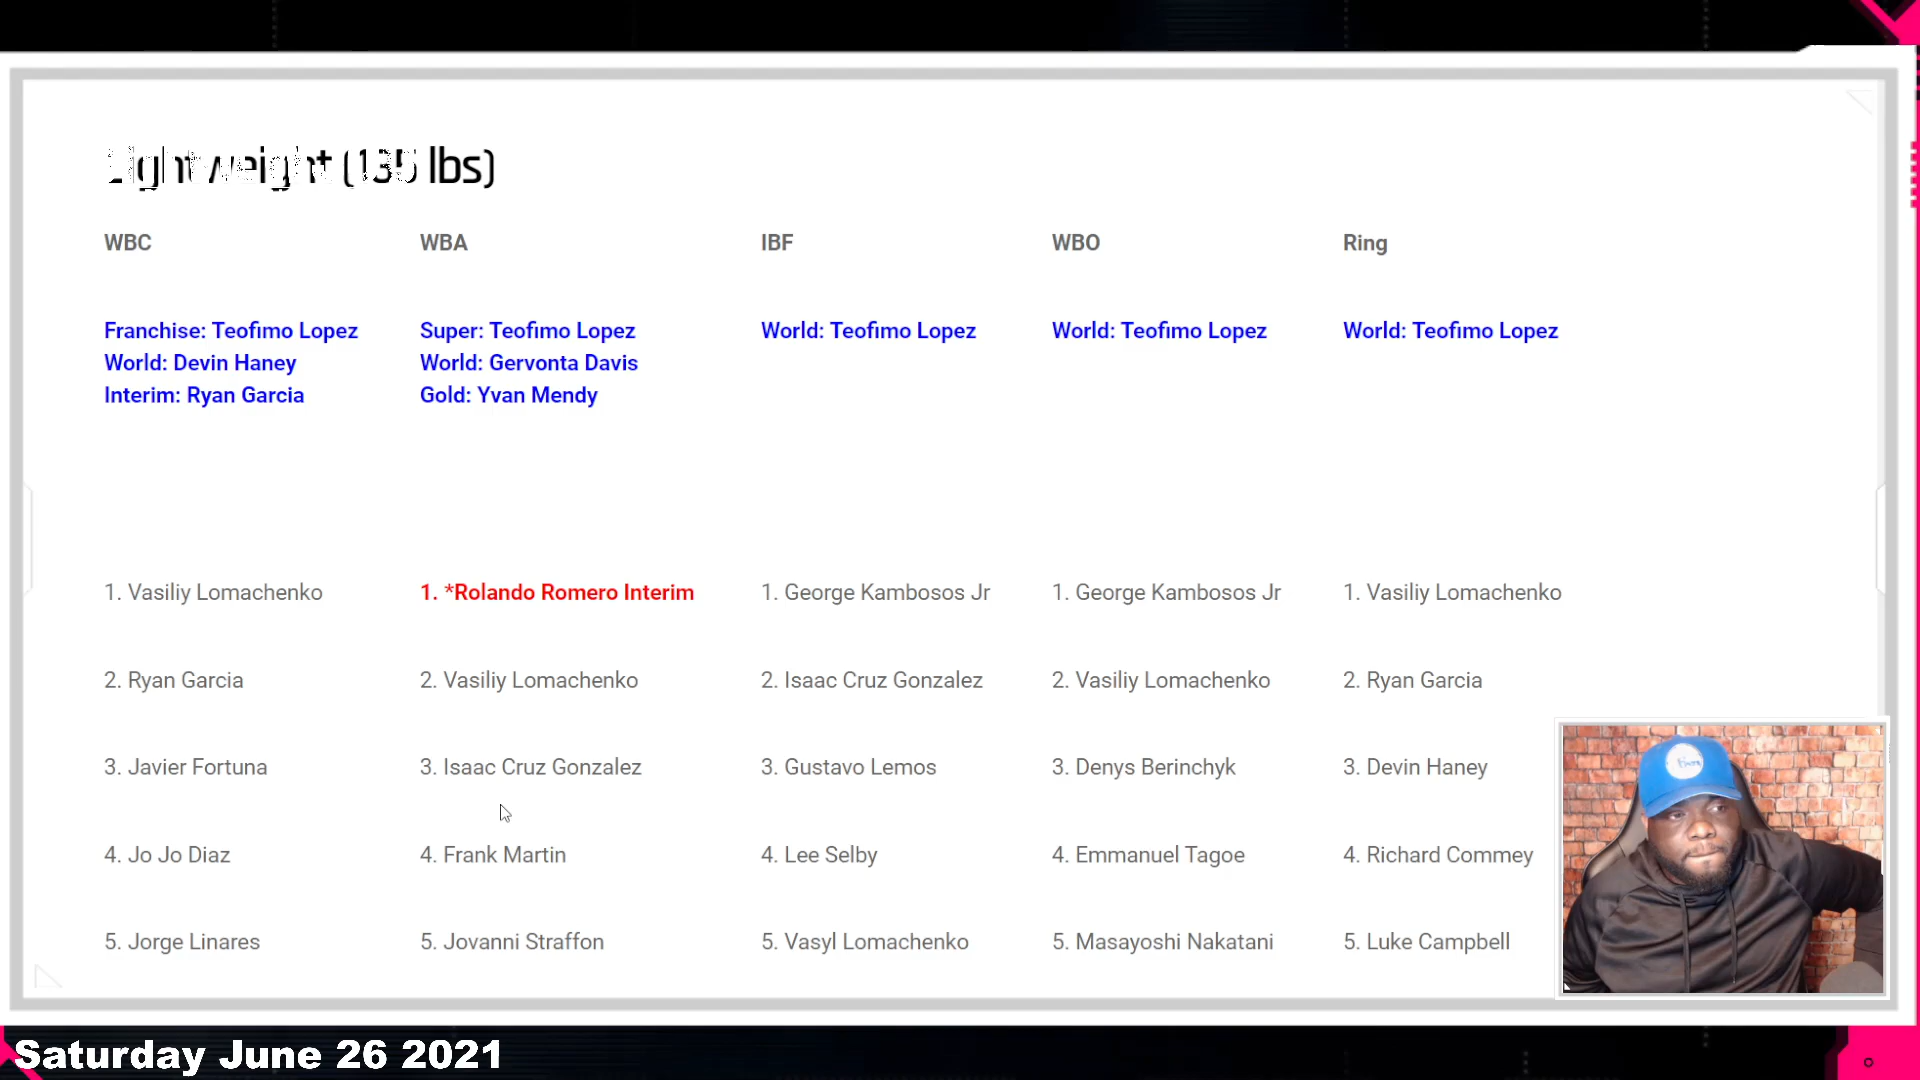 Lightweight (135 lbs)
WBC WBA IBF WBO Ring
Franchise: Teofimo Lopez Super: Teofimo Lopez World: Teofimo Lopez World: Teofimo Lopez World: Teofimo Lopez
World: Devin Haney World: Gervonta Davis
Interim: Ryan Garcia Gold: Yvan Mendy
1. Vasiliy Lomachenko 1. *Rolando Romero Interim 1. George Kambosos Jr 1. George Kambosos Jr 1. Vasiliy Lomachenko
2. Ryan Garcia 2. Vasiliy Lomachenko 2. Isaac Cruz Gonzalez 2. Vasiliy Lomachenko 2. Ryan Garcia
3. Javier Fortuna 3. Isaac Cruz Gonzalez 3. Gustavo Lemos 3. Denys Berinchyk 3. Devin Haney
4. Jo Jo Diaz 4. Frank Martin 4. Lee Selby 4. Emmanuel Tagoe 4. Richard Commey
5. Jorge Linares 5. Jovanni Straffon 5. Vasyl Lomachenko 5. Masayoshi Nakatani 5. Luke Campbell
Saturday June 26 2021